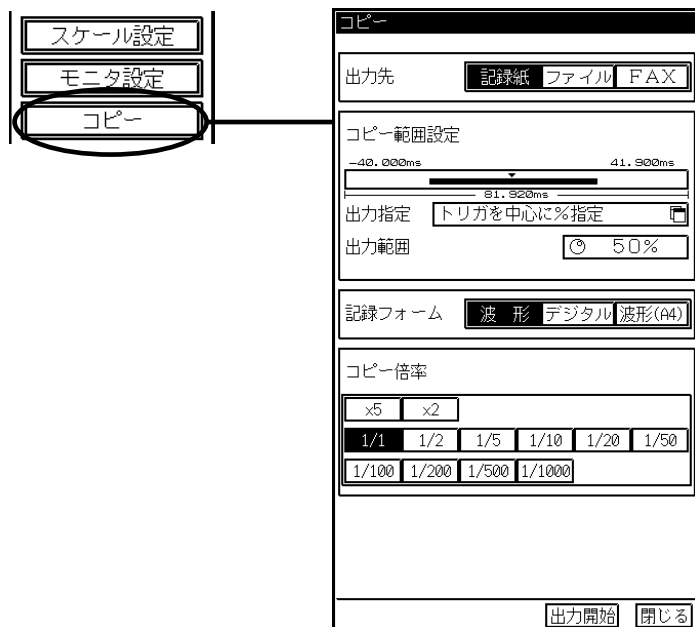 スケール設定
モニタ設定
コピー
コピー
出力先 記録紙 ファイル FAX
コピー範囲設定
-40.000ms 41.900ms
81.920ms
出力指定 トリガを中心に%指定
出力範囲 50%
記録フォーム 波 形 デジタル 波形(A4)
コピー倍率
x5 x2
1/1 1/2 1/5 1/10 1/20 1/50
1/100 1/200 1/500 1/1000
出力開始 閉じる